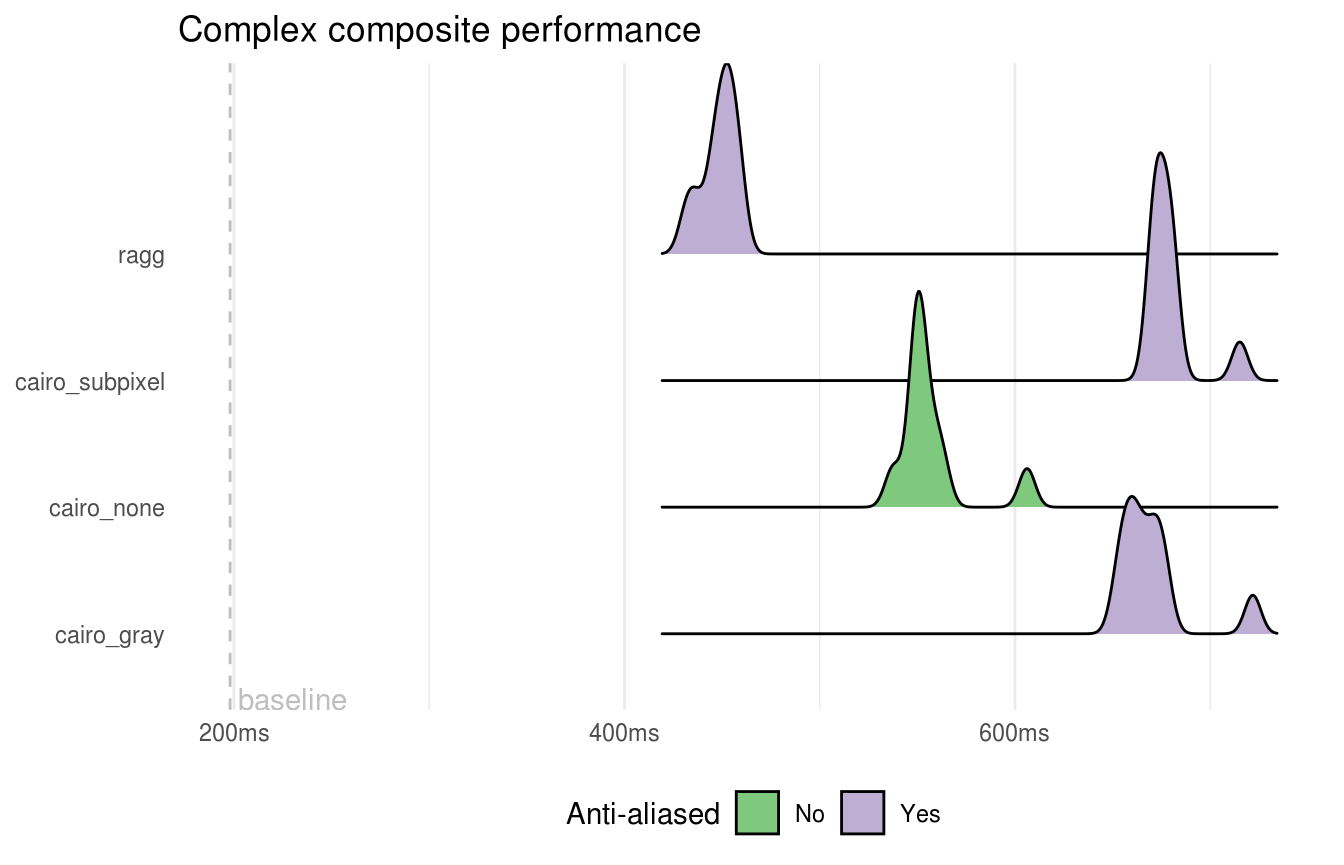 Complex composite performance
ragg
cairo_subpixel
cairo_none
cairo_gray
baseline
200ms 400ms 600ms
Anti-aliased No Yes